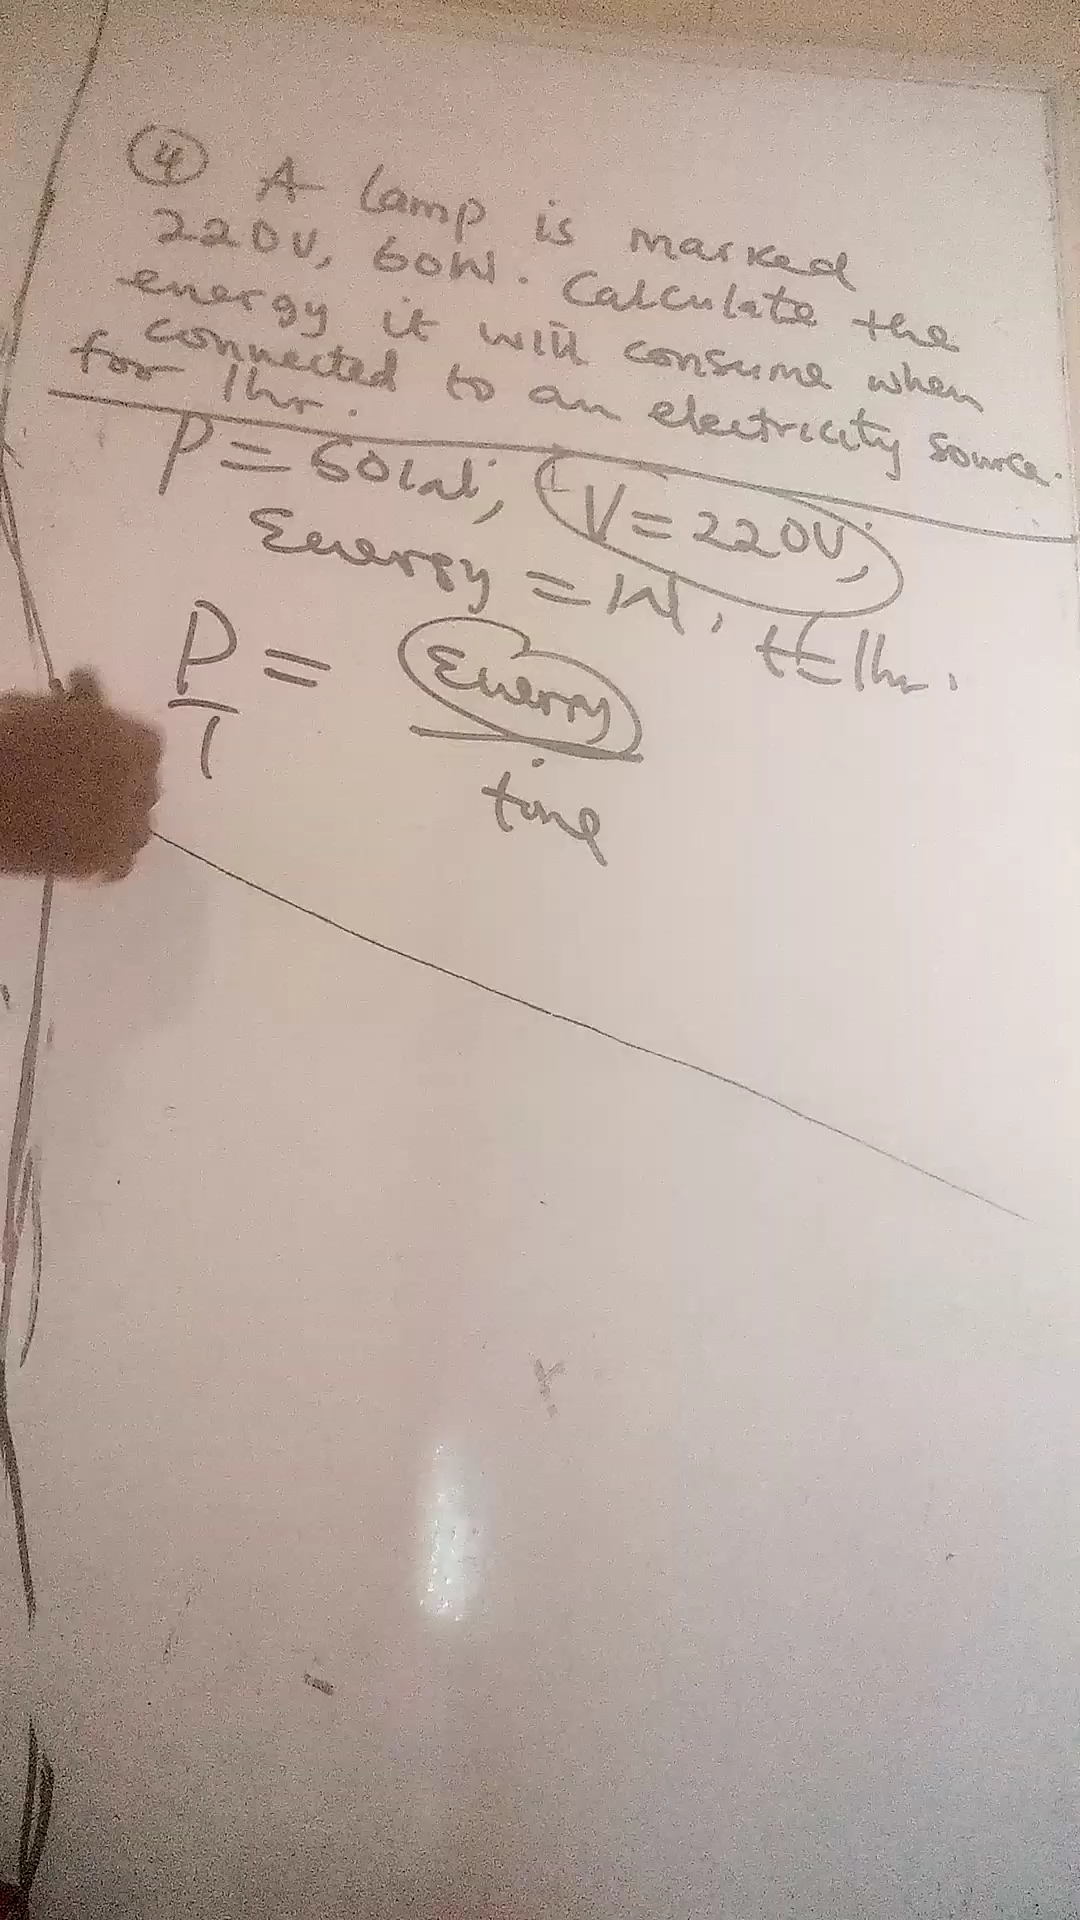 ④ A lamp is marked
220V, 60W. Calculate the
energy it will consume when
connected to an electricity source.
for 1hr.
P = 60W, V = 220V,
Energy = W, t = 1hr.
P/1 = Energy/time